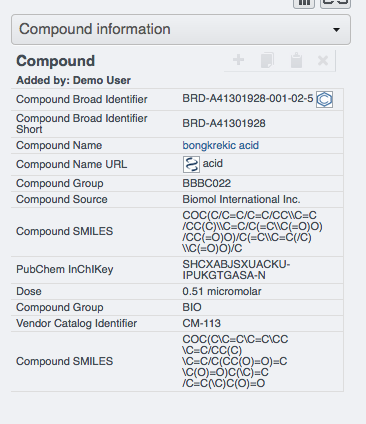 Compound information
Compound
Added by: Demo User
Compound Broad Identifier BRD-A41301928-001-02-5
Compound Broad Identifier Short BRD-A41301928
Compound Name bongkrekic acid
Compound Name URL acid
Compound Group BBBC022
Compound Source Biomol International Inc.
Compound SMILES COC(C/C=C/C=C/CC\\C=C
/CC(C)\\C=C/C(=C\\C(=O)O)
/CC(=O)O)/C(=C\\C=C(/C)
\\C(=O)O)/C
PubChem InChIKey SHCXABJSXUACKU-
IPUKGTGASA-N
Dose 0.51 micromolar
Compound Group BIO
Vendor Catalog Identifier CM-113
Compound SMILES COC(C\C=C\C=C\CC
\C=C/CC(C)
\C=C/C(CC(O)=O)=C
\C(O)=O)C(\C)=C
/C=C(\C)C(O)=O